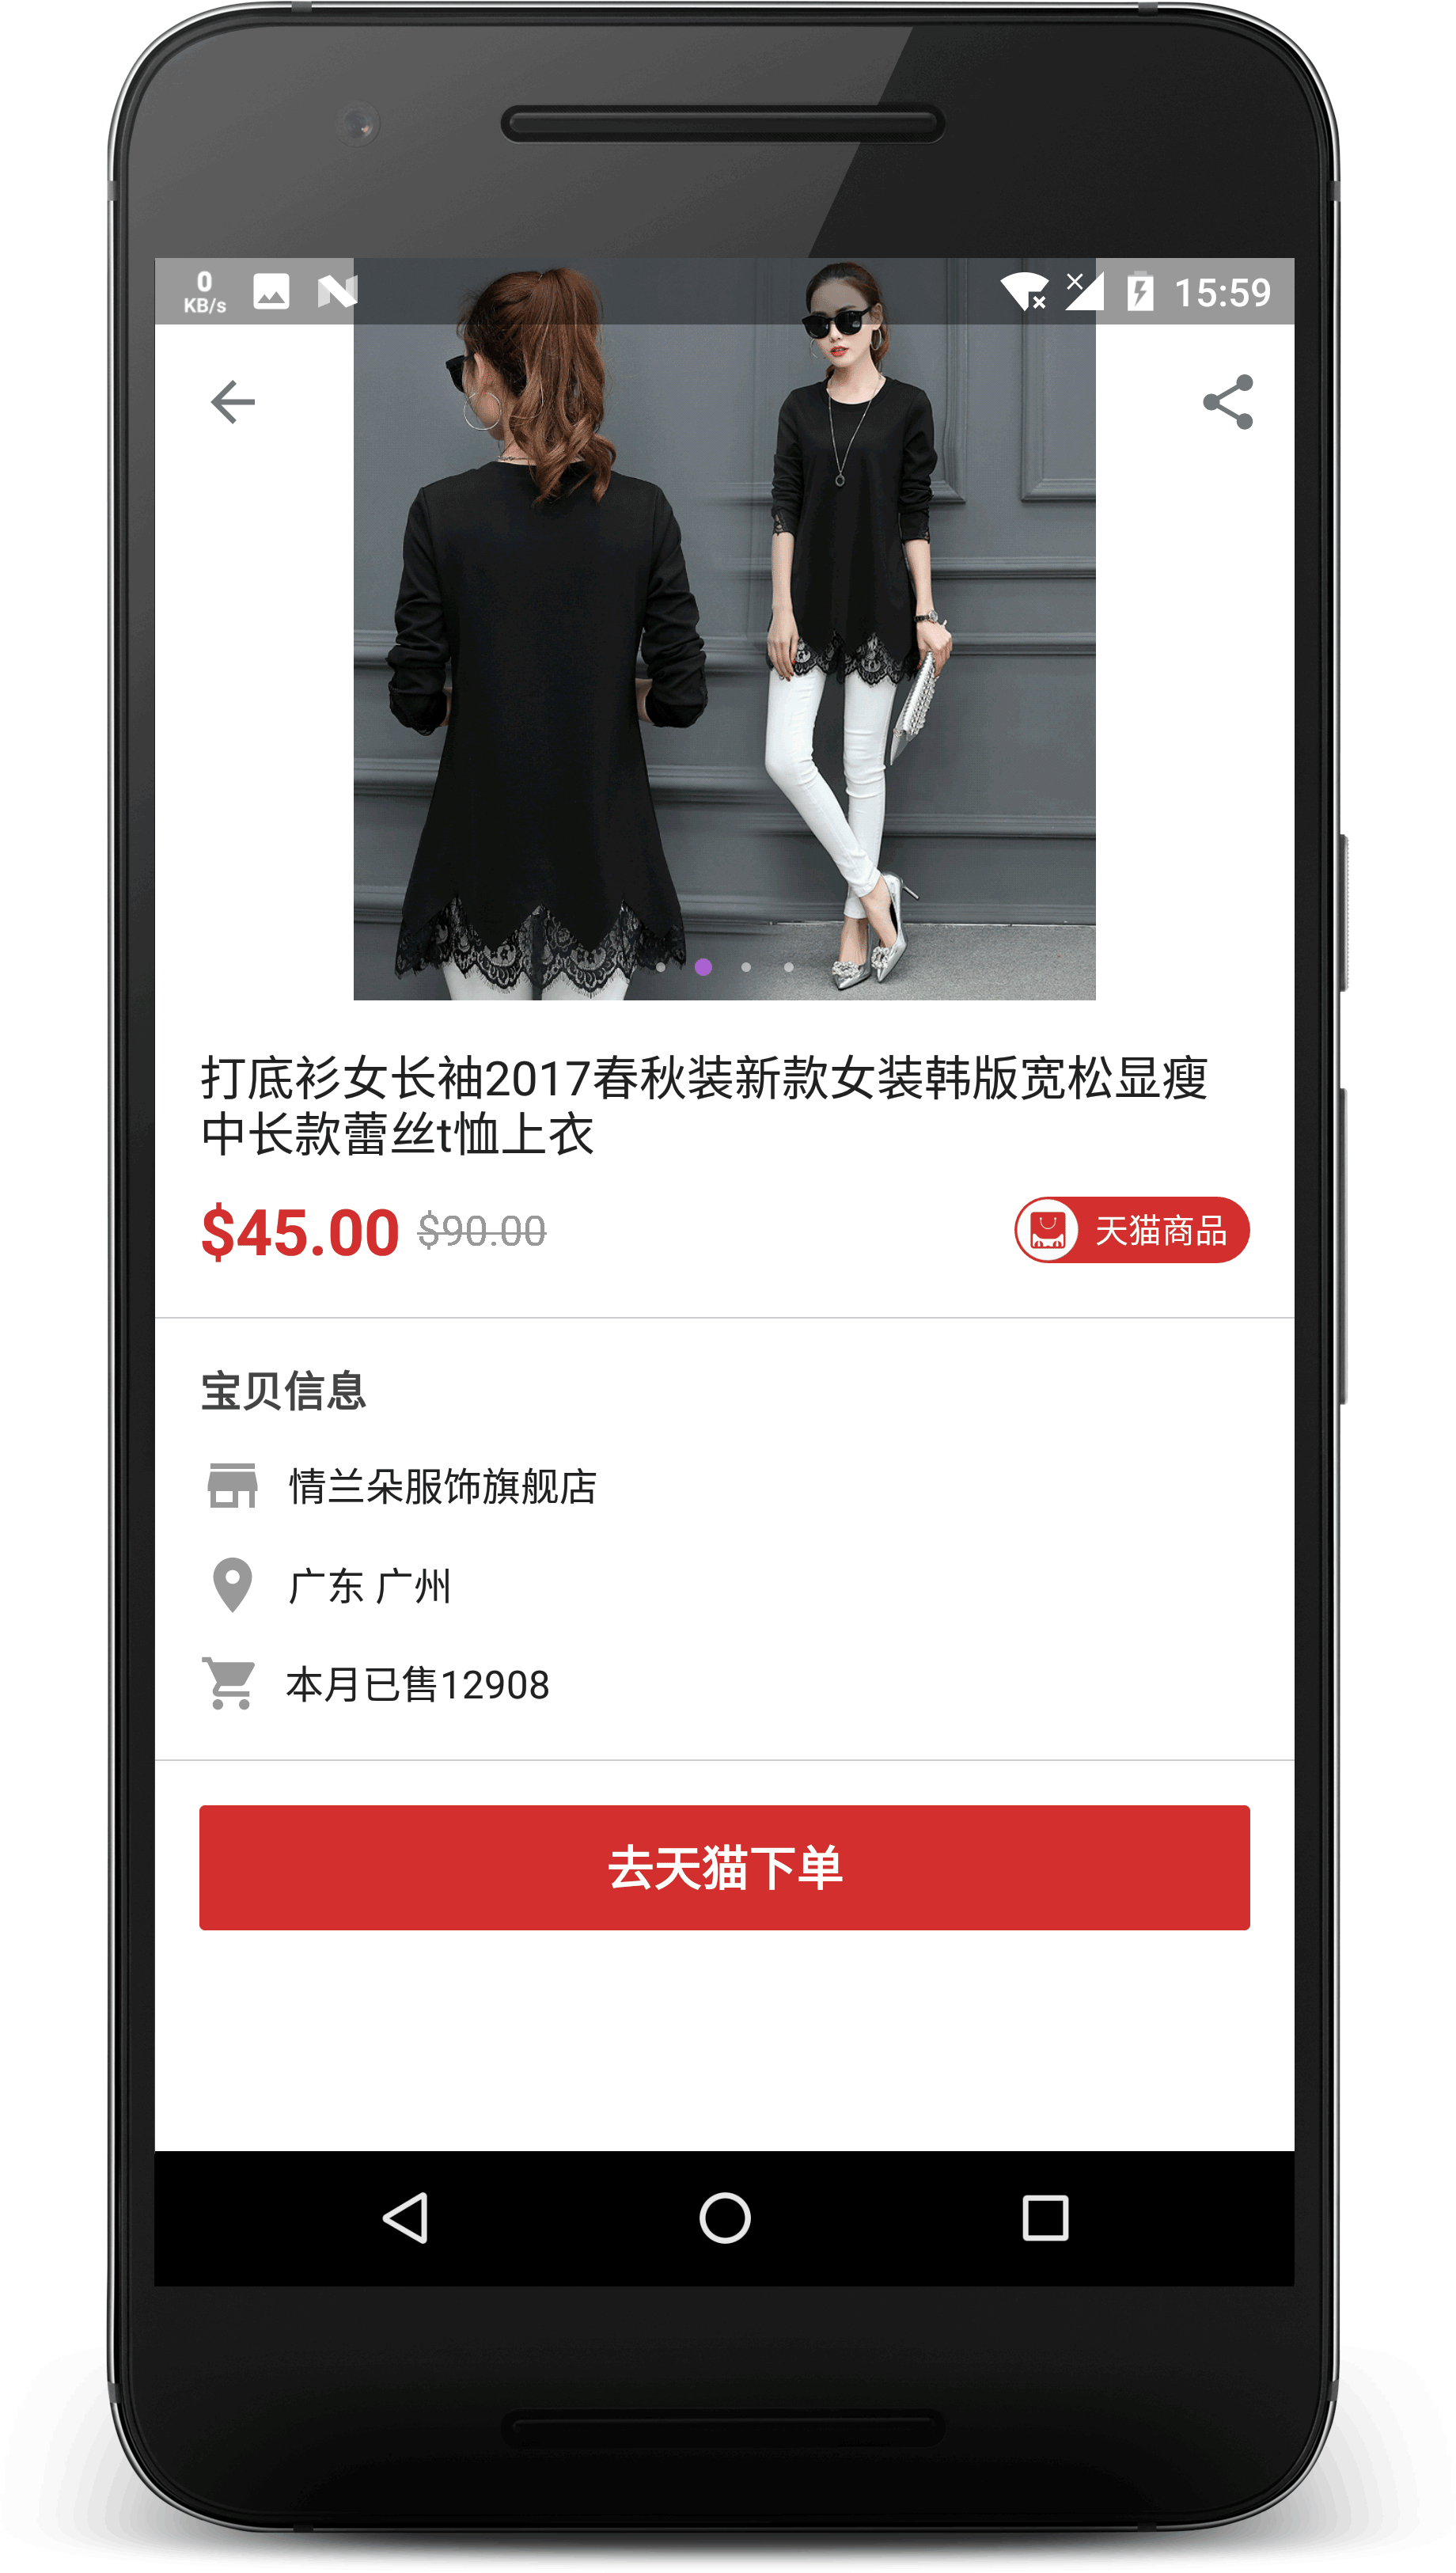 0
KB/s
15:59
打底衫女长袖2017春秋装新款女装韩版宽松显瘦
中长款蕾丝t恤上衣
$45.00 $90.00
天猫商品
宝贝信息
情兰朵服饰旗舰店
广东 广州
本月已售12908
去天猫下单